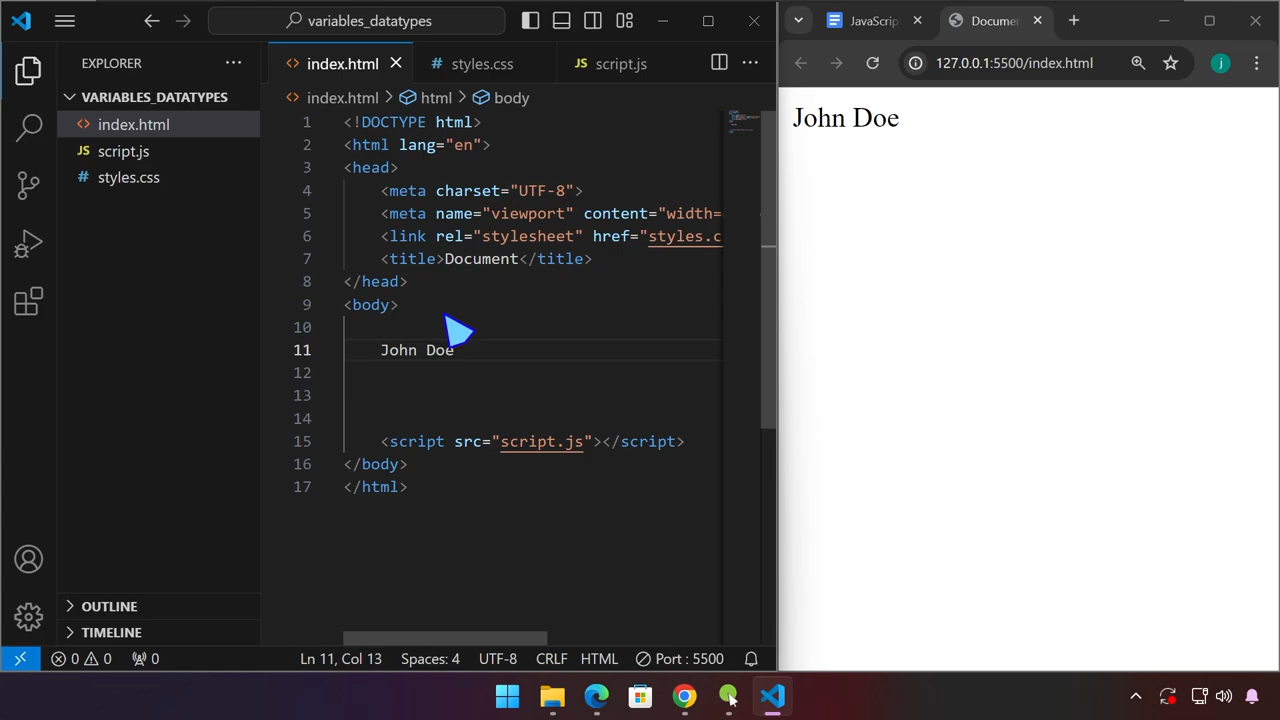 variables_datatypes
EXPLORER
VARIABLES_DATATYPES
index.html
script.js
styles.css
OUTLINE
TIMELINE
index.html
styles.css
JS script.js
index.html > html > body
1 <!DOCTYPE html>
2 <html lang="en">
3 <head>
4 <meta charset="UTF-8">
5 <meta name="viewport" content="width=
6 <link rel="stylesheet" href="styles.c
7 <title>Document</title>
8 </head>
9 <body>
10
11 John Doe
12
13
14
15 <script src="script.js"></script>
16 </body>
17 </html>
0 0 0
Ln 11, Col 13
Spaces: 4
UTF-8
CRLF
HTML
Port : 5500
JavaScrip
Docume
127.0.0.1:5500/index.html
j
John Doe